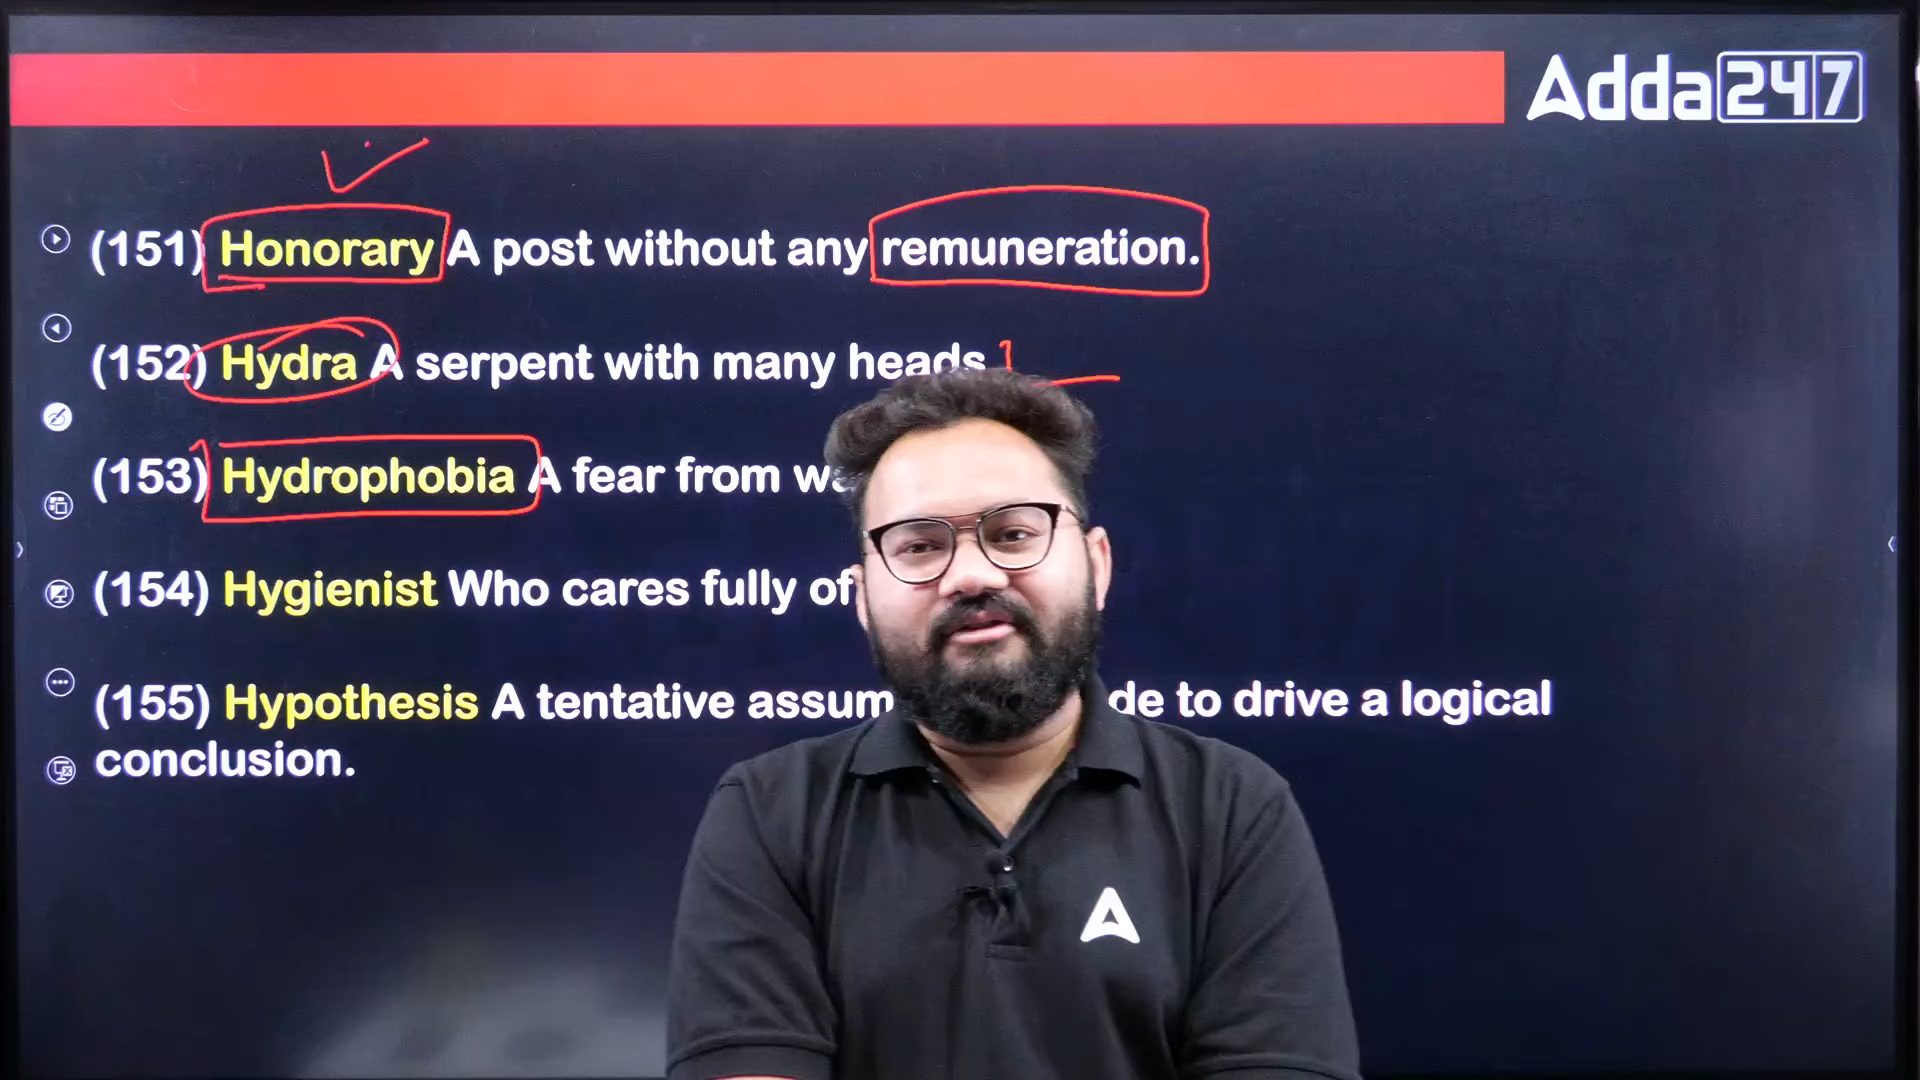 Adda247
(151) Honorary A post without any remuneration.
(152) Hydra A serpent with many heads
(153) Hydrophobia A fear from
(154) Hygienist Who cares fully of
(155) Hypothesis A tentative to drive a logical
conclusion.